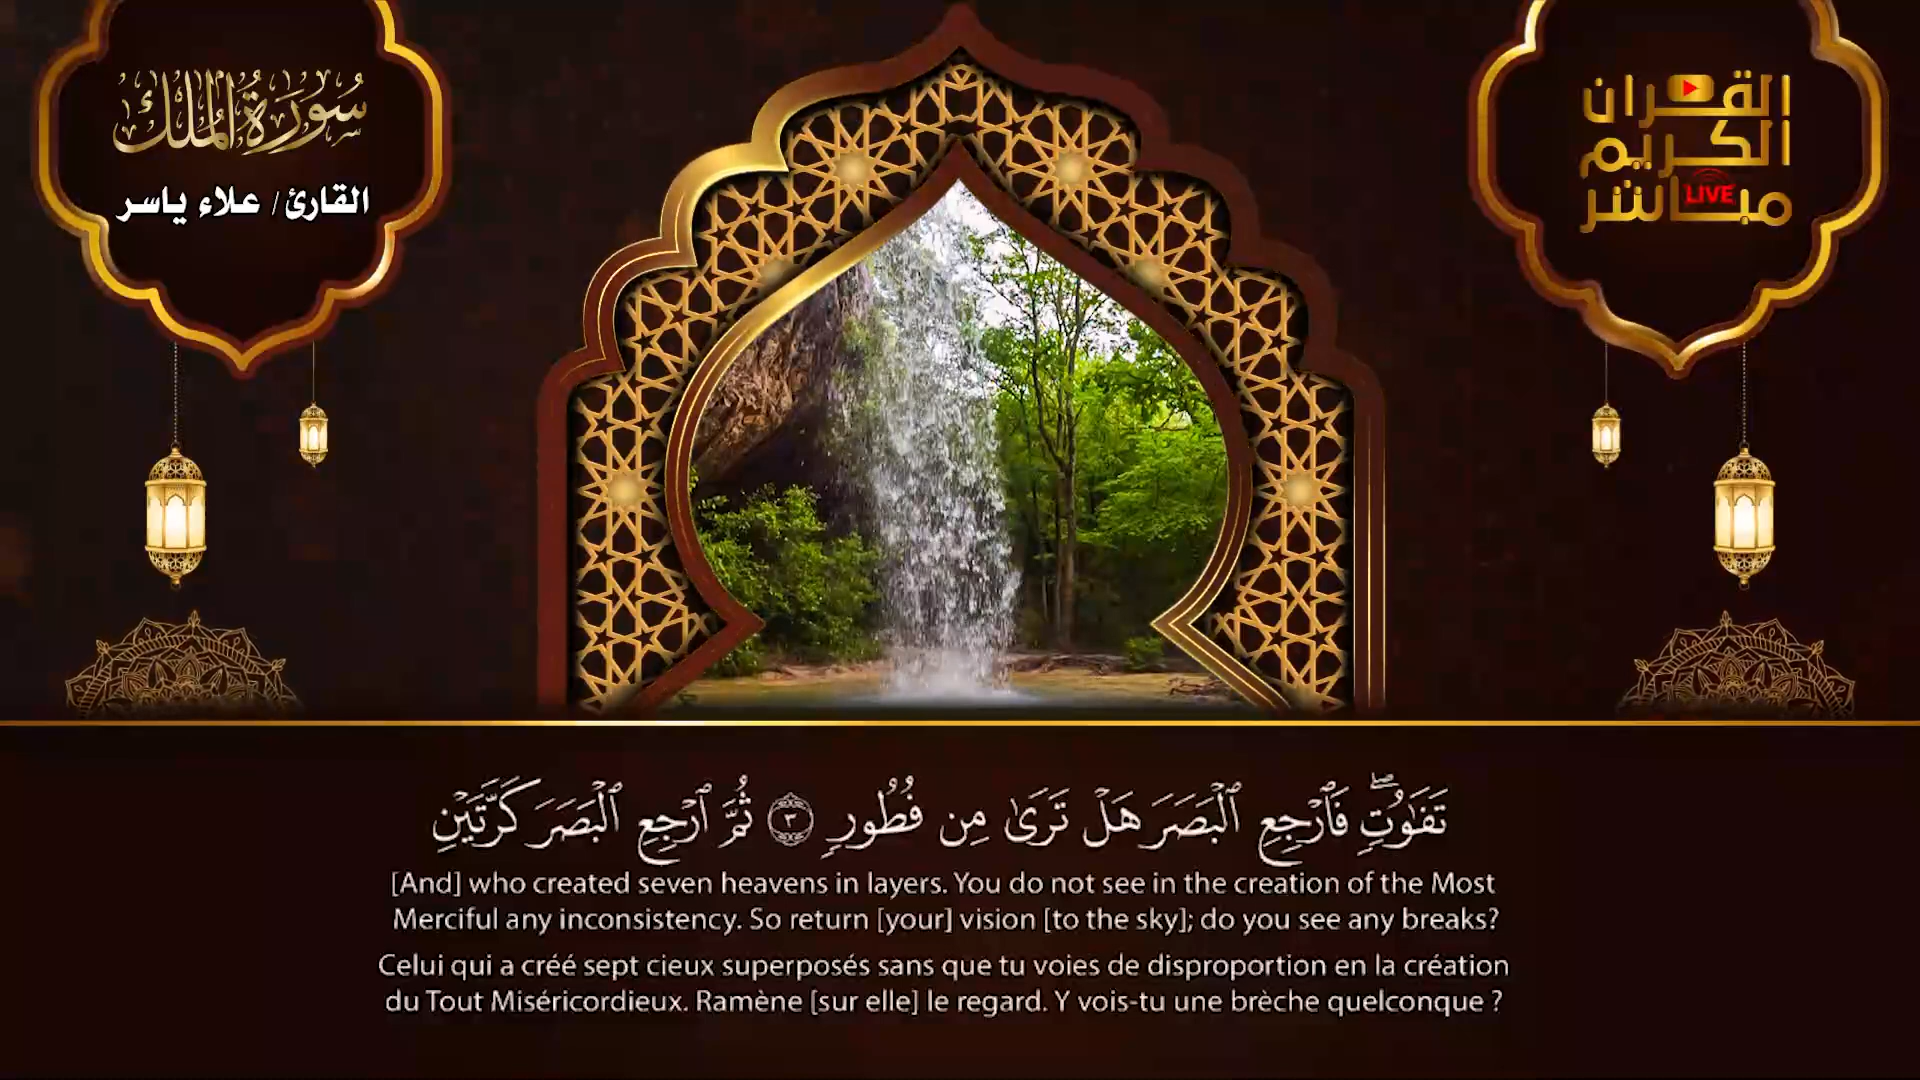 سُورَةُ المُلك
القارئ/ علاء ياسر
القرآن
الكريم
مباشر
LIVE
تَفَٰوُتٖۖ فَٱرۡجِعِ ٱلۡبَصَرَ هَلۡ تَرَىٰ مِن فُطُورٖ ٣ ثُمَّ ٱرۡجِعِ ٱلۡبَصَرَ كَرَّتَيۡنِ
[And] who created seven heavens in layers. You do not see in the creation of the Most
Merciful any inconsistency. So return [your] vision [to the sky]; do you see any breaks?
Celui qui a créé sept cieux superposés sans que tu voies de disproportion en la création
du Tout Miséricordieux. Ramène [sur elle] le regard. Y vois-tu une brèche quelconque ?